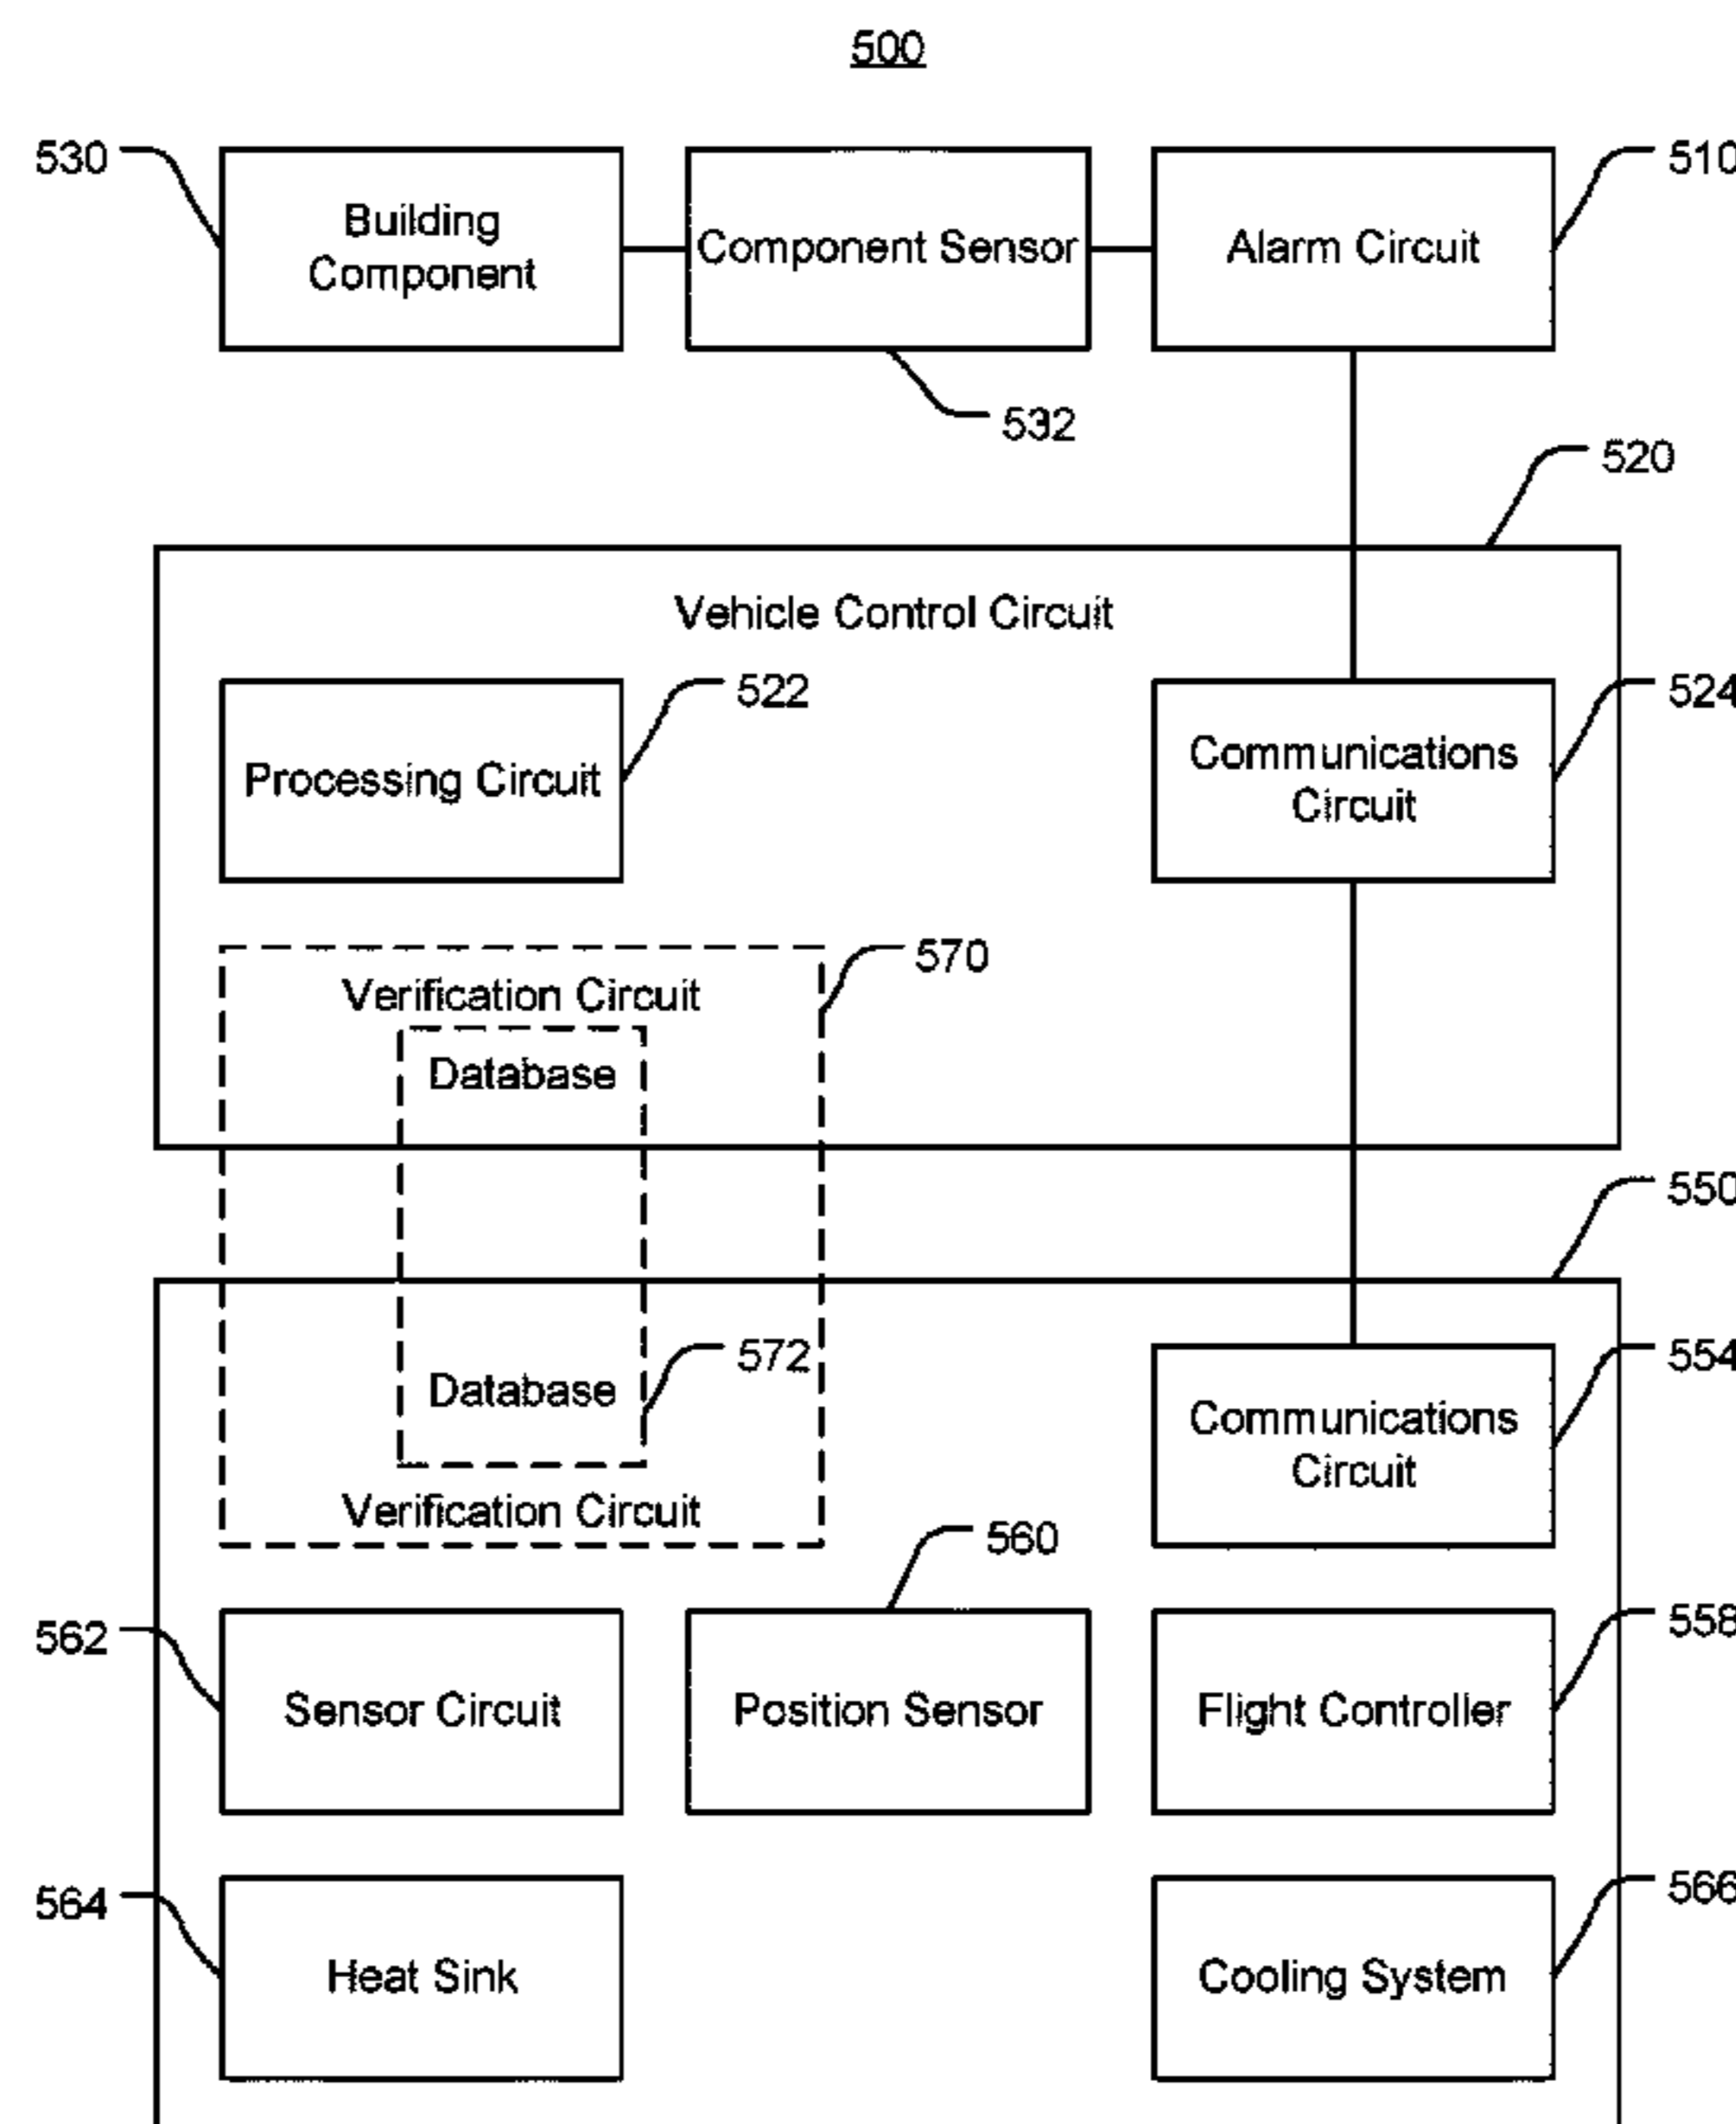 500
530
Building
Component
Component Sensor
Alarm Circuit
510
532
520
Vehicle Control Circuit
522
Processing Circuit
Communications
Circuit
524
570
Verification Circuit
Database
550
572
Database
Verification Circuit
Communications
Circuit
554
560
562
Sensor Circuit
Position Sensor
Flight Controller
558
564
Heat Sink
Cooling System
566